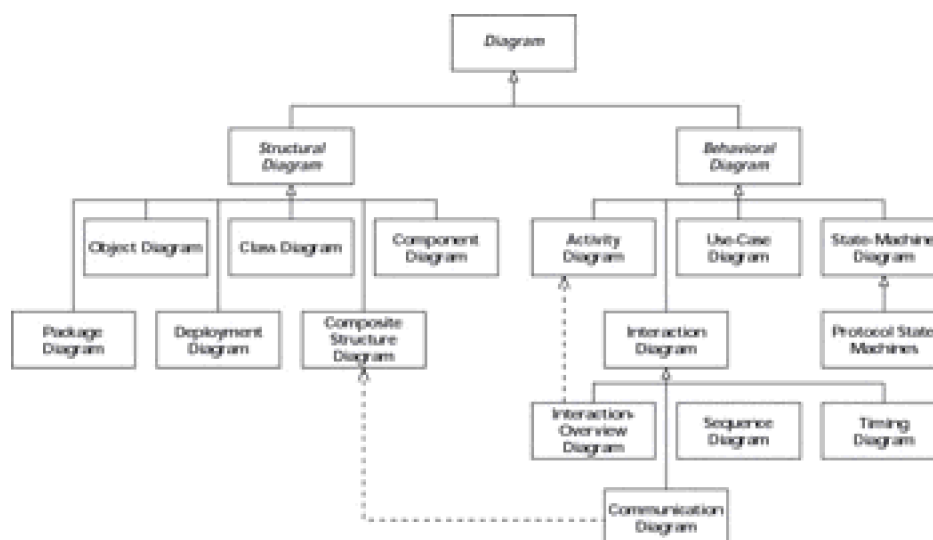 Diagram
Structural
Diagram
Behavioral
Diagram
Object Diagram
Class Diagram
Component
Diagram
Activity
Diagram
Use-Case
Diagram
State-Machine
Diagram
Package
Diagram
Deployment
Diagram
Composite
Structure
Diagram
Interaction
Diagram
Protocol State
Machines
Interaction-
Overview
Diagram
Sequence
Diagram
Timing
Diagram
Communication
Diagram